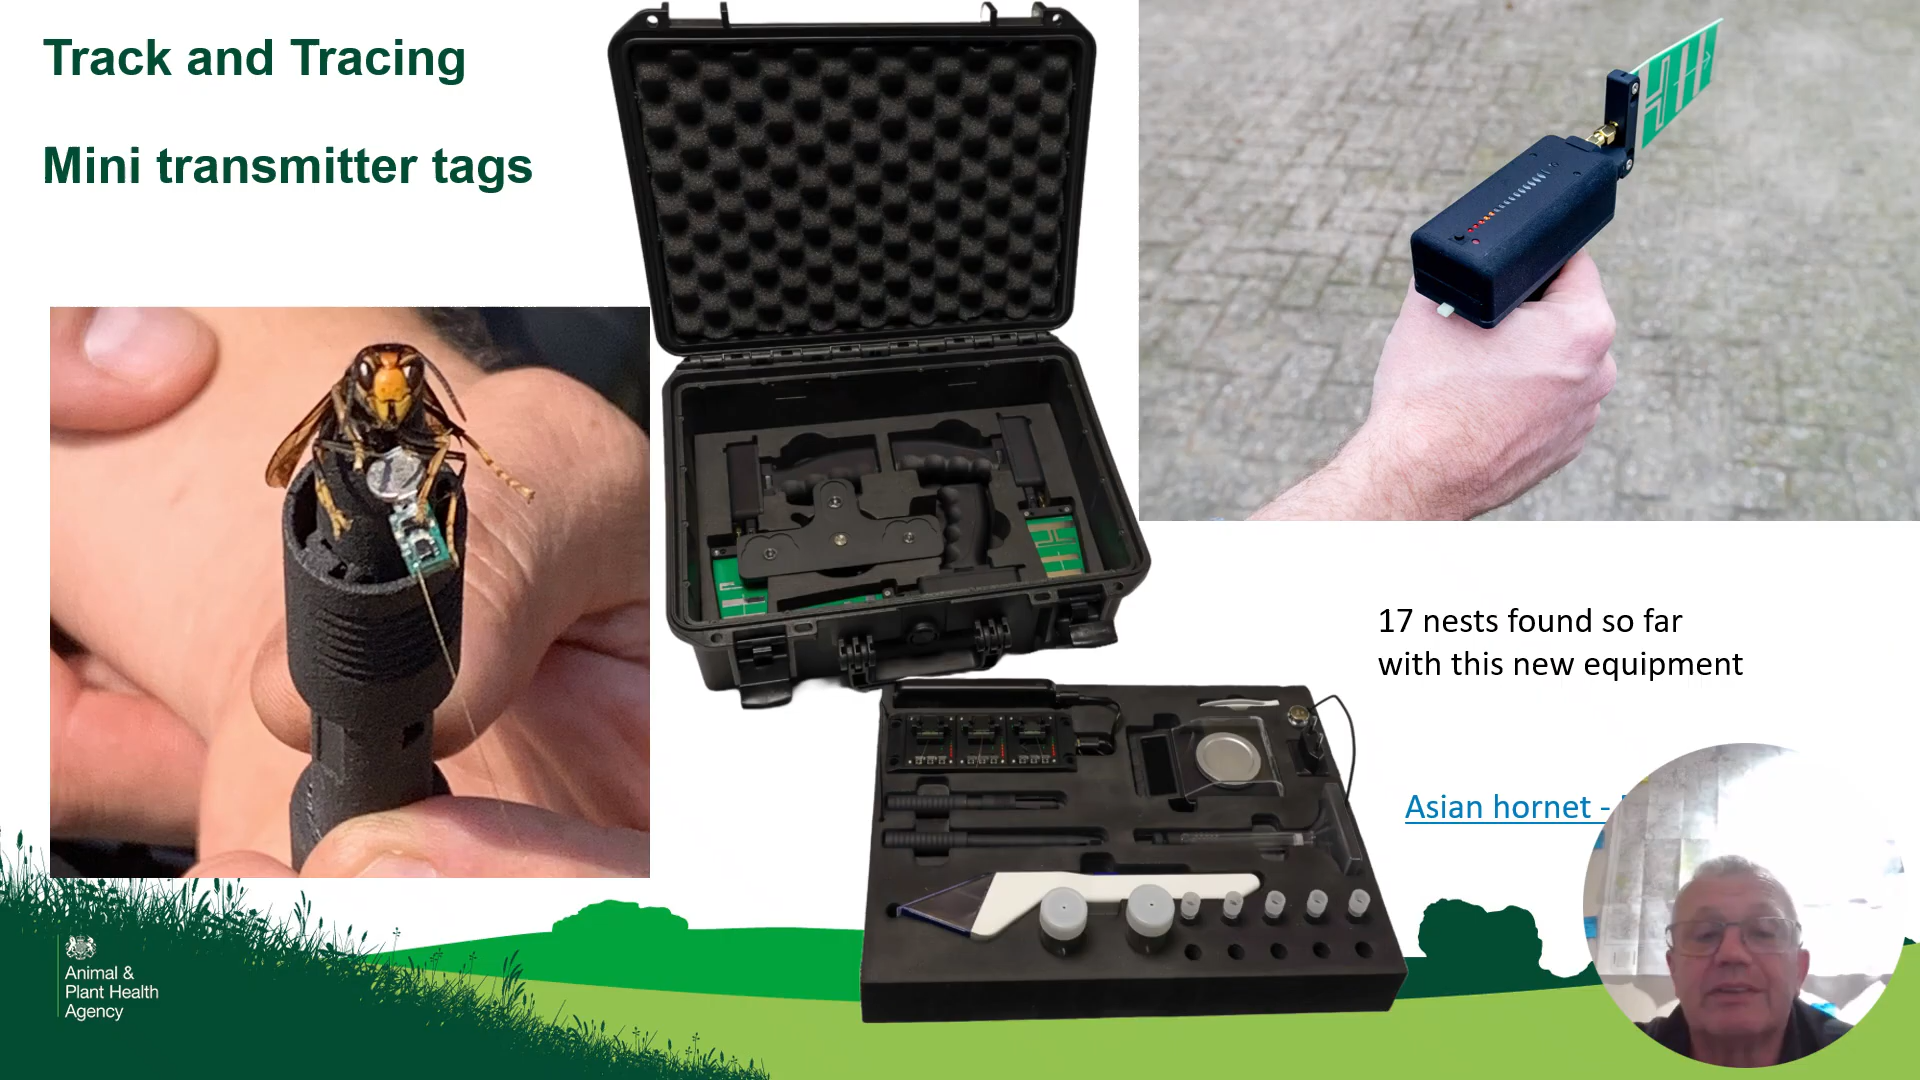 Track and Tracing
Mini transmitter tags
17 nests found so far
with this new equipment
Asian hornet -
Animal &
Plant Health
Agency